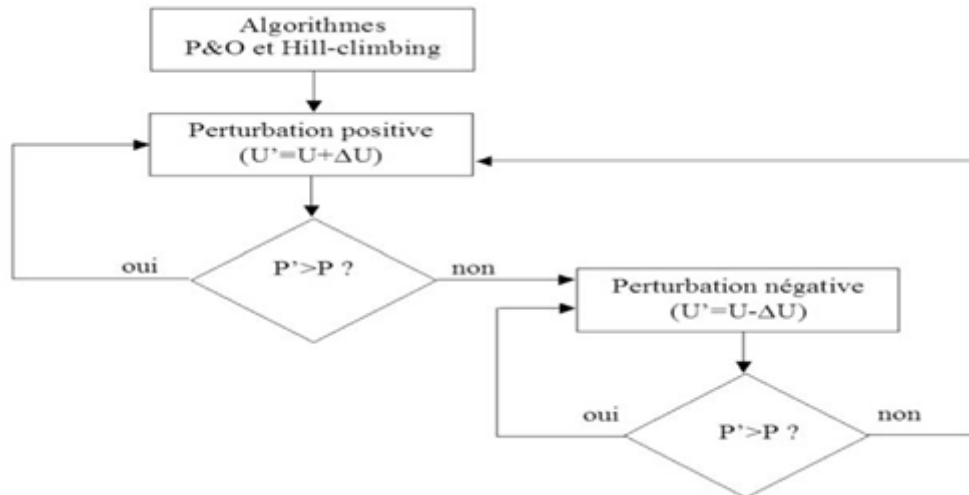 Algorithmes
P&O et Hill-climbing
Perturbation positive
(U’=U+ΔU)
oui
P’>P ?
non
Perturbation négative
(U’=U-ΔU)
oui
P’>P ?
non